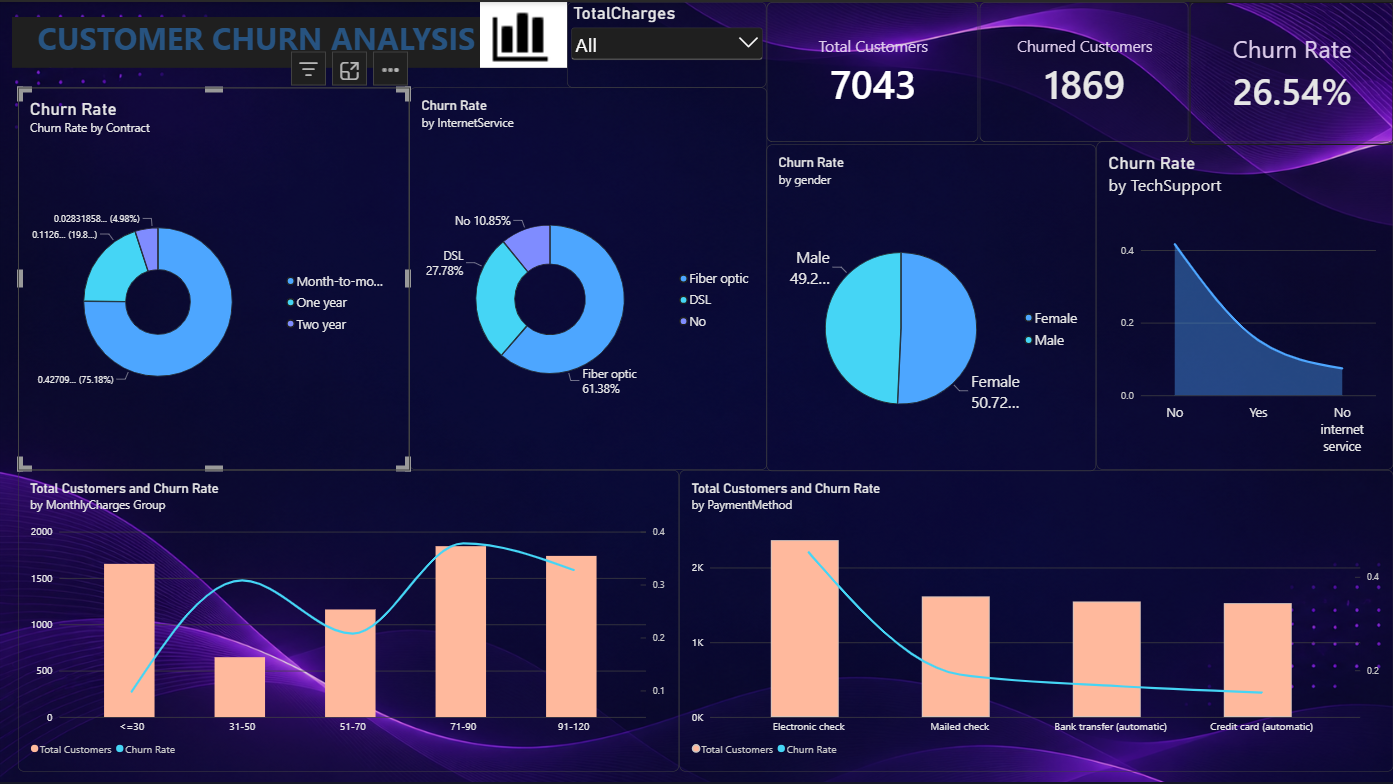 CUSTOMER CHURN ANALYSIS
TotalCharges
All
Total Customers
7043
Churned Customers
1869
Churn Rate
26.54%
Churn Rate
Churn Rate by Contract
0.02831858... (4.98%)
0.1126... (19.8...)
0.42709... (75.18%)
Month-to-mo...
One year
Two year
Churn Rate
by InternetService
No 10.85%
DSL
27.78%
Fiber optic
61.38%
Fiber optic
DSL
No
Churn Rate
by gender
Male
49.2...
Female
50.72...
Female
Male
Churn Rate
by TechSupport
0.4
0.2
0.0
No
Yes
No
internet
service
Total Customers and Churn Rate
by MonthlyCharges Group
2000
1500
1000
500
0
0.4
0.3
0.2
0.1
<=30
31-50
51-70
71-90
91-120
Total Customers
Churn Rate
Total Customers and Churn Rate
by PaymentMethod
2K
1K
0K
0.4
0.2
Electronic check
Mailed check
Bank transfer (automatic)
Credit card (automatic)
Total Customers
Churn Rate